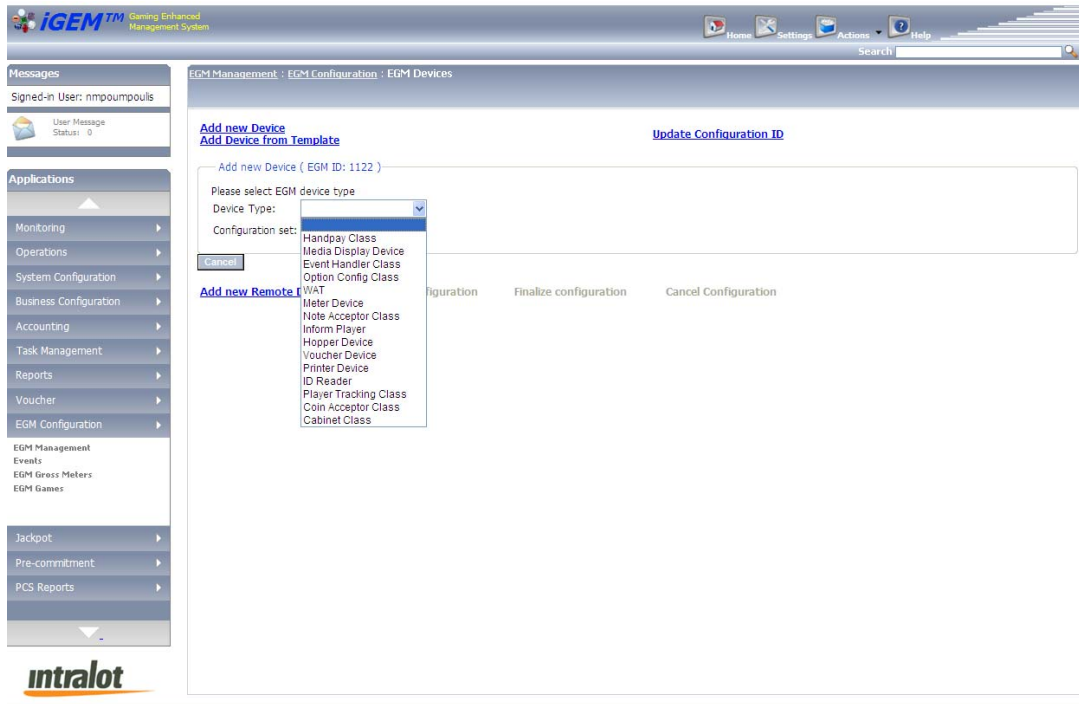 iGEM™ Gaming Enhanced
Management System
Home Settings Actions Help
Search
Messages
Signed-in User: nmpoumpoulis
User Message
Status: 0
Applications
Monitoring
Operations
System Configuration
Business Configuration
Accounting
Task Management
Reports
Voucher
EGM Configuration
EGM Management
Events
EGM Gross Meters
EGM Games
Jackpot
Pre-commitment
PCS Reports
intralot
EGM Management : EGM Configuration : EGM Devices
Add new Device
Add Device from Template
Update Configuration ID
Add new Device ( EGM ID: 1122 )
Please select EGM device type
Device Type:
Configuration set:
Handpay Class
Media Display Device
Event Handler Class
Option Config Class
WAT
Meter Device
Note Acceptor Class
Inform Player
Hopper Device
Voucher Device
Printer Device
ID Reader
Player Tracking Class
Coin Acceptor Class
Cabinet Class
Cancel
Add new Remote Finalize configuration Cancel Configuration